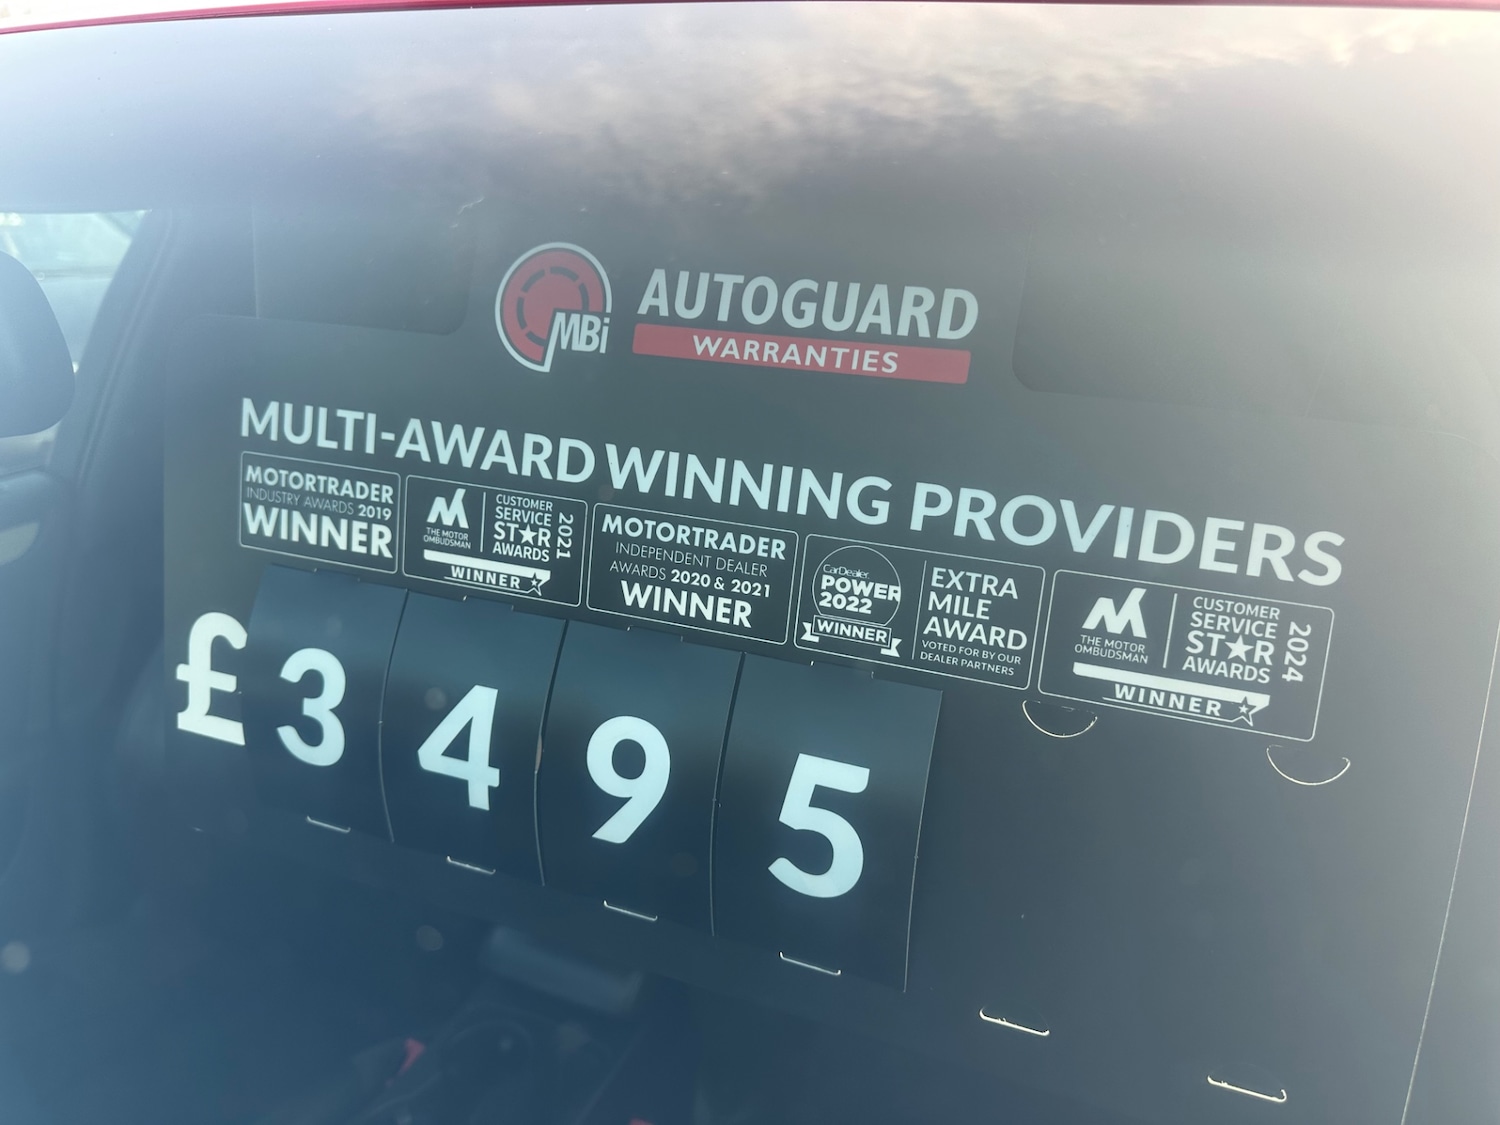 MBi
AUTOGUARD
WARRANTIES
MULTI-AWARD WINNING PROVIDERS
MOTORTRADER
INDUSTRY AWARDS 2019
WINNER
THE MOTOR
OMBUDSMAN
CUSTOMER
SERVICE
ST★R
AWARDS
2021
WINNER
MOTORTRADER
INDEPENDENT DEALER
AWARDS 2020 & 2021
WINNER
CarDealer
POWER
2022
WINNER
EXTRA
MILE
AWARD
VOTED FOR BY OUR
DEALER PARTNERS
THE MOTOR
OMBUDSMAN
CUSTOMER
SERVICE
ST★R
AWARDS
2024
WINNER
£3495